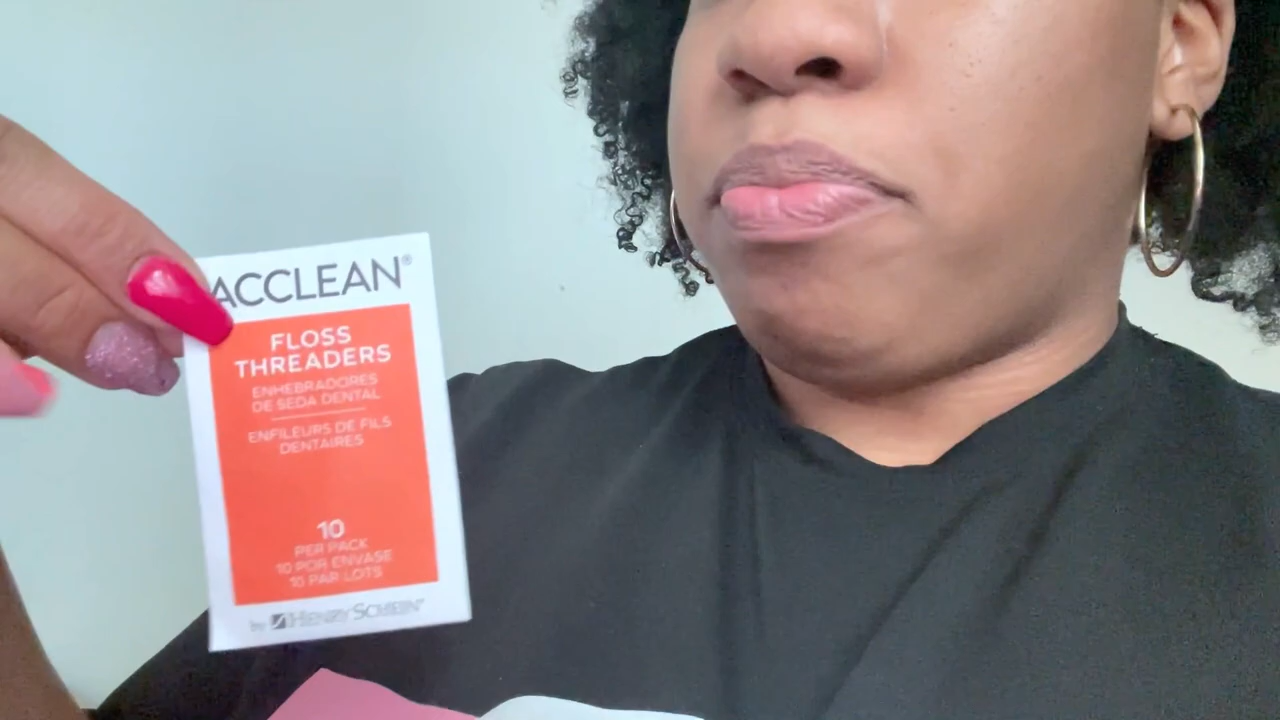 ACCLEAN®
FLOSS
THREADERS
ENHEBRADORES
DE SEDA DENTAL
ENFILEURS DE FILS
DENTAIRES
10
PER PACK
10 POR ENVASE
10 PAR LOTS
by HENRY SCHEIN®